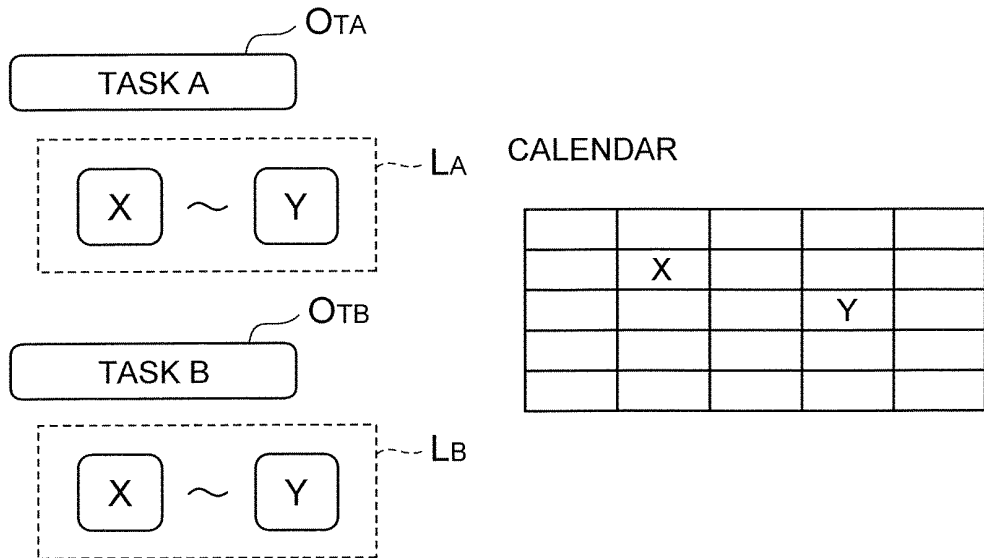 OTA
TASK A
X ~ Y
LA
OTB
TASK B
X ~ Y
LB
CALENDAR
X
Y